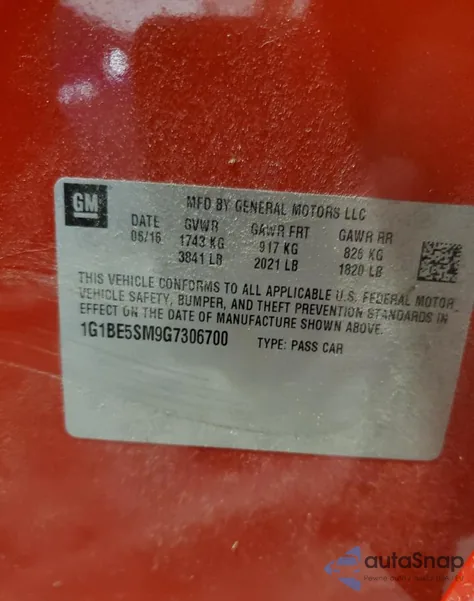 GM
MFD BY GENERAL MOTORS LLC
DATE GVWR GAWR FRT GAWR RR
06/16 1743 KG 917 KG 826 KG
3841 LB 2021 LB 1820 LB
THIS VEHICLE CONFORMS TO ALL APPLICABLE U.S. FEDERAL MOTOR
VEHICLE SAFETY, BUMPER, AND THEFT PREVENTION STANDARDS IN
EFFECT ON THE DATE OF MANUFACTURE SHOWN ABOVE.
1G1BE5SM9G7306700 TYPE: PASS CAR
autoSnap